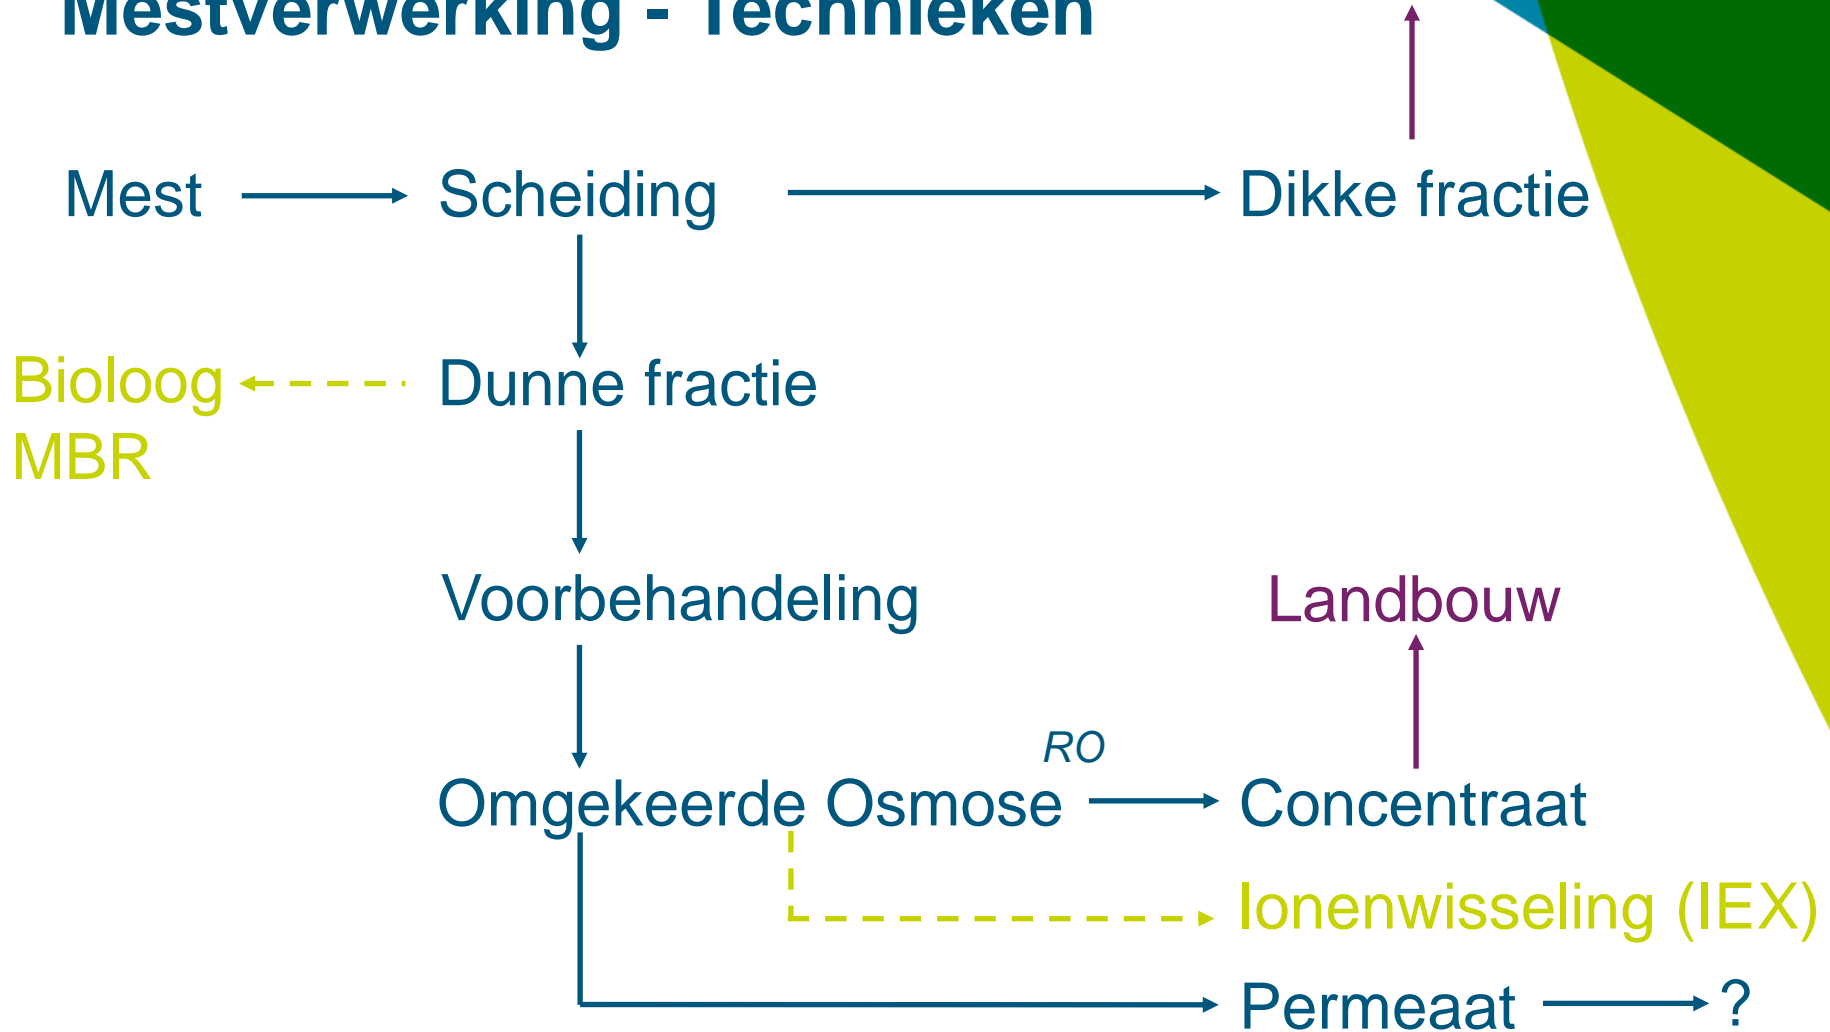 Mestverwerking - Technieken
Mest Scheiding Dikke fractie
Bioloog Dunne fractie
MBR
Voorbehandeling Landbouw
RO
Omgekeerde Osmose Concentraat
Ionenwisseling (IEX)
Permeaat ?